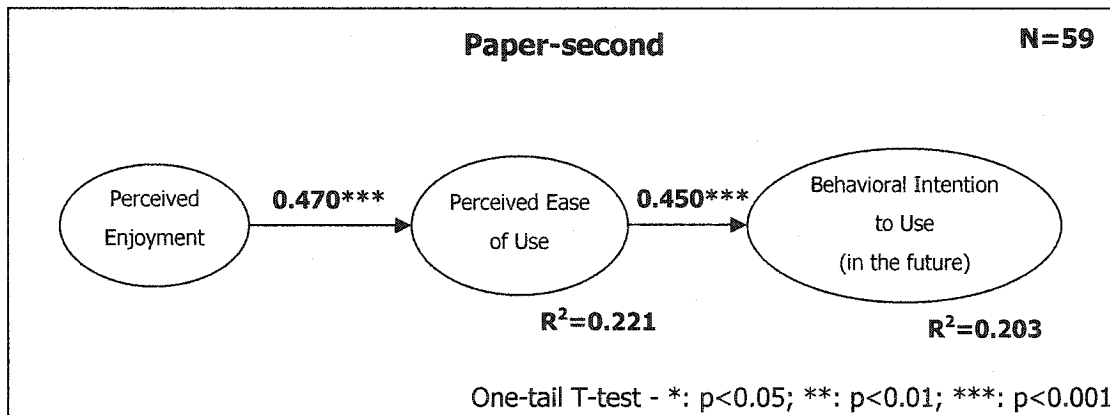 Paper-second
N=59
Perceived
Enjoyment
0.470***
Perceived Ease
of Use
0.450***
Behavioral Intention
to Use
(in the future)
R²=0.221
R²=0.203
One-tail T-test - *: p<0.05; **: p<0.01; ***: p<0.001